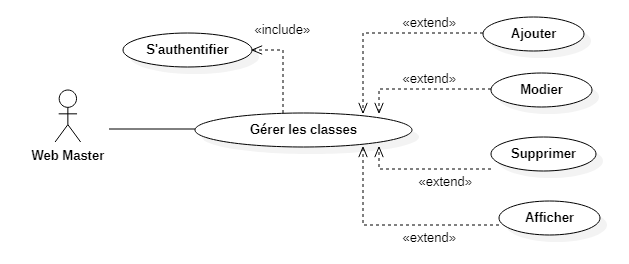 «include»
«extend»
S'authentifier
Ajouter
«extend»
Modier
Gérer les classes
Web Master
Supprimer
«extend»
Afficher
«extend»